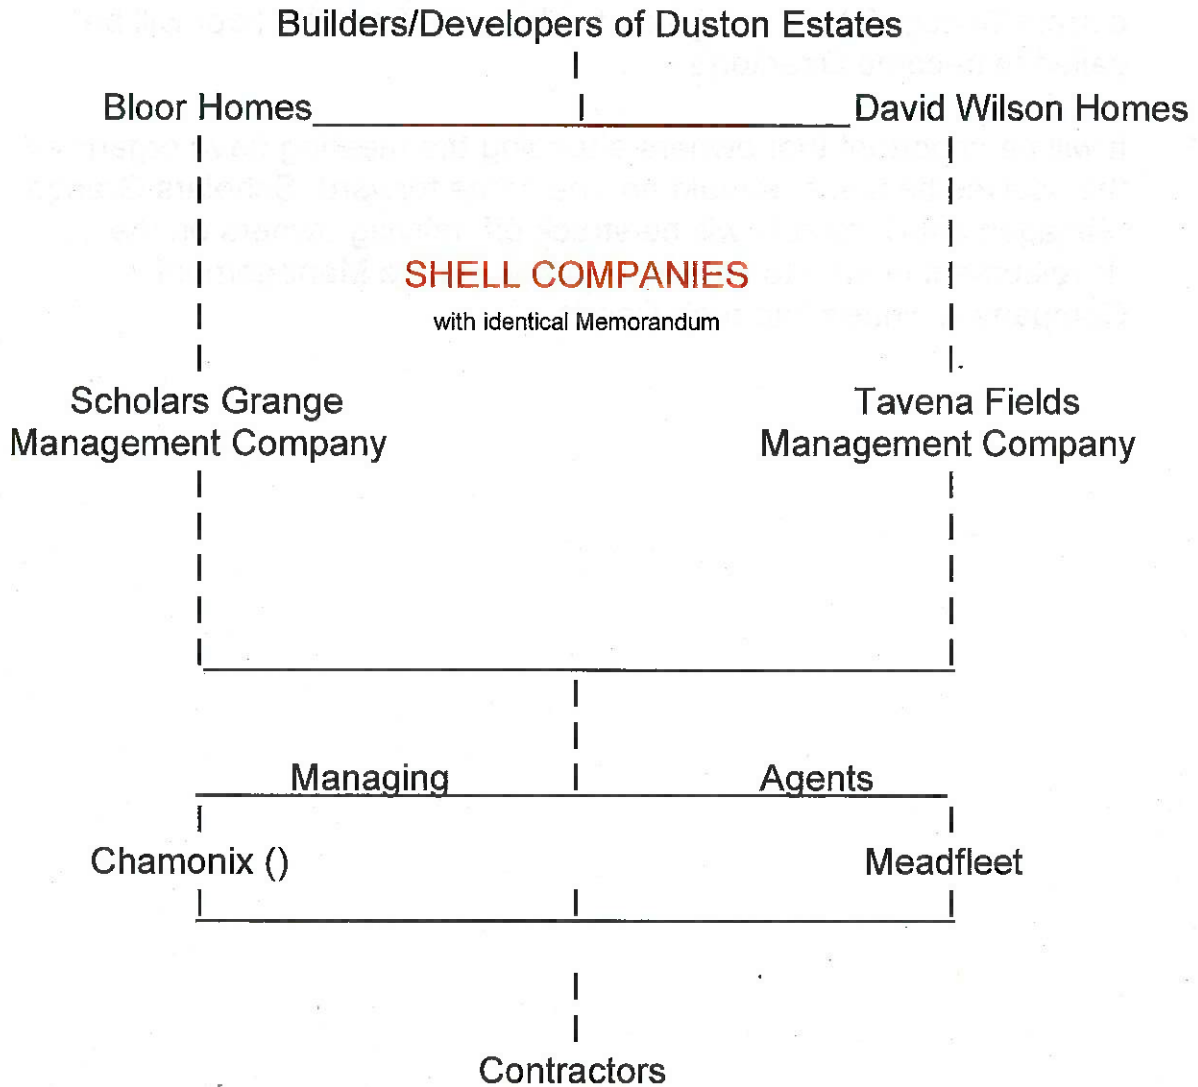 Builders/Developers of Duston Estates
Bloor Homes
David Wilson Homes
SHELL COMPANIES
with identical Memorandum
Scholars Grange
Management Company
Tavena Fields
Management Company
Managing
Agents
Chamonix ()
Meadfleet
Contractors